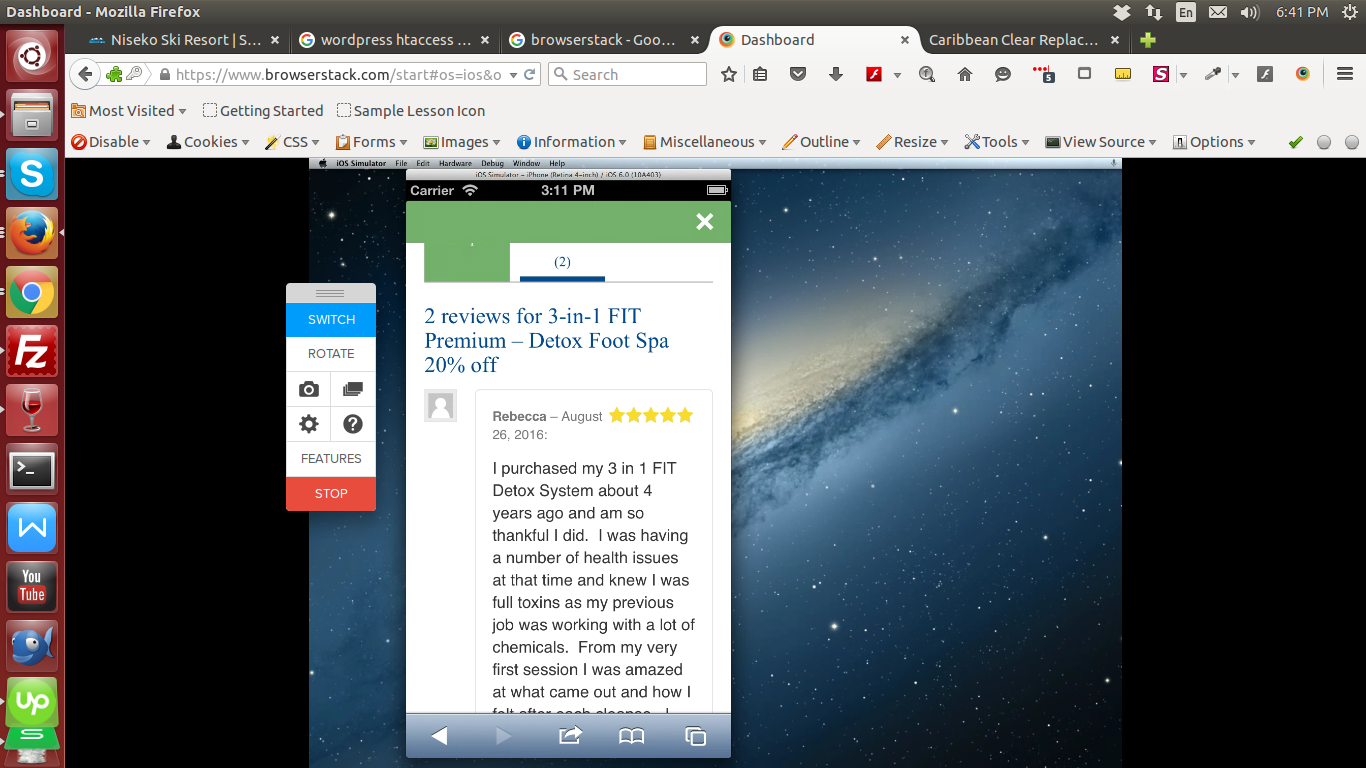 Dashboard - Mozilla Firefox
En
6:41 PM
Niseko Ski Resort | S...
wordpress htaccess ...
browserstack - Goo...
Dashboard
Caribbean Clear Replac...
https://www.browserstack.com/start#os=ios&o
Search
5
S
Most Visited
Getting Started
Sample Lesson Icon
Disable
Cookies
CSS
Forms
Images
Information
Miscellaneous
Outline
Resize
Tools
View Source
Options
iOS Simulator File Edit Hardware Debug Window Help
iOS Simulator - iPhone (Retina 4-inch) / iOS 6.0 (10A403)
Carrier
3:11 PM
(2)
2 reviews for 3-in-1 FIT
Premium – Detox Foot Spa
20% off
Rebecca – August
26, 2016:
I purchased my 3 in 1 FIT
Detox System about 4
years ago and am so
thankful I did. I was having
a number of health issues
at that time and knew I was
full toxins as my previous
job was working with a lot of
chemicals. From my very
first session I was amazed
at what came out and how I
felt after each cleanse. I
SWITCH
ROTATE
FEATURES
STOP
S
Fz
>_
W
You
Tube
up
S